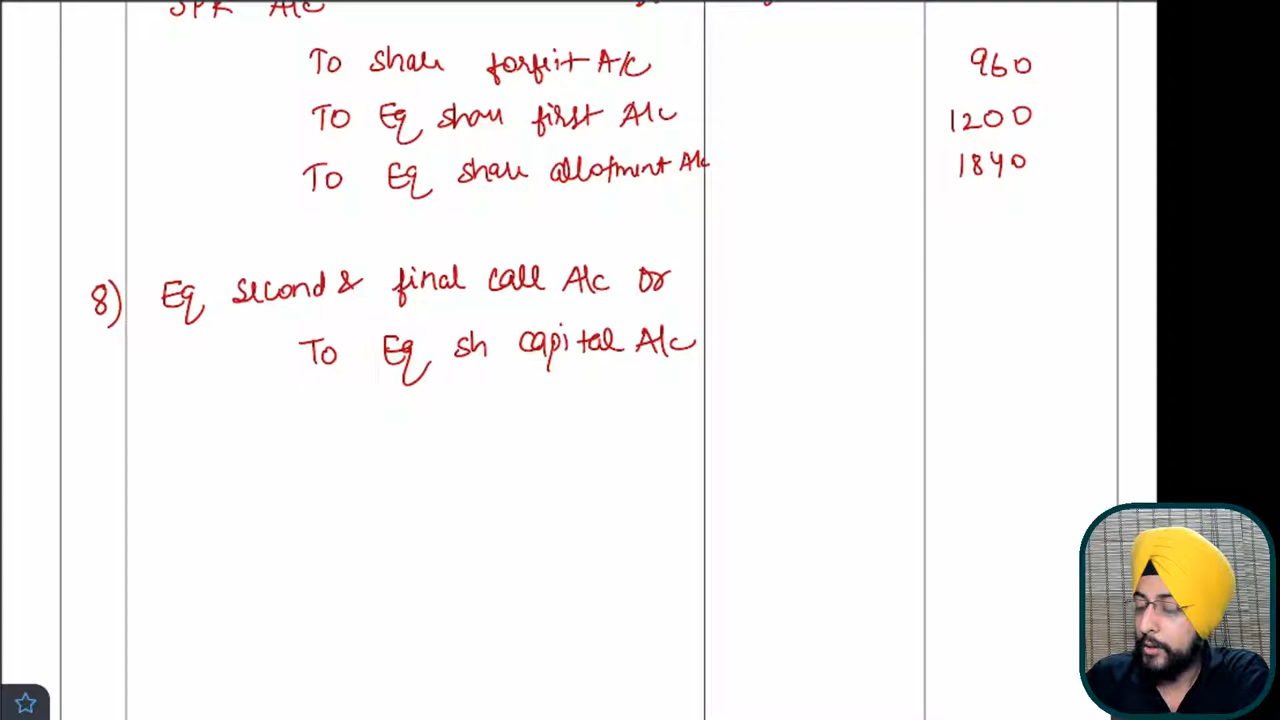 SPR A/c
To share forfeit A/c 960
To Eq share first A/c 1200
To Eq share allotment A/c 1840
8) Eq second & final call A/c Dr
To Eq sh capital A/c